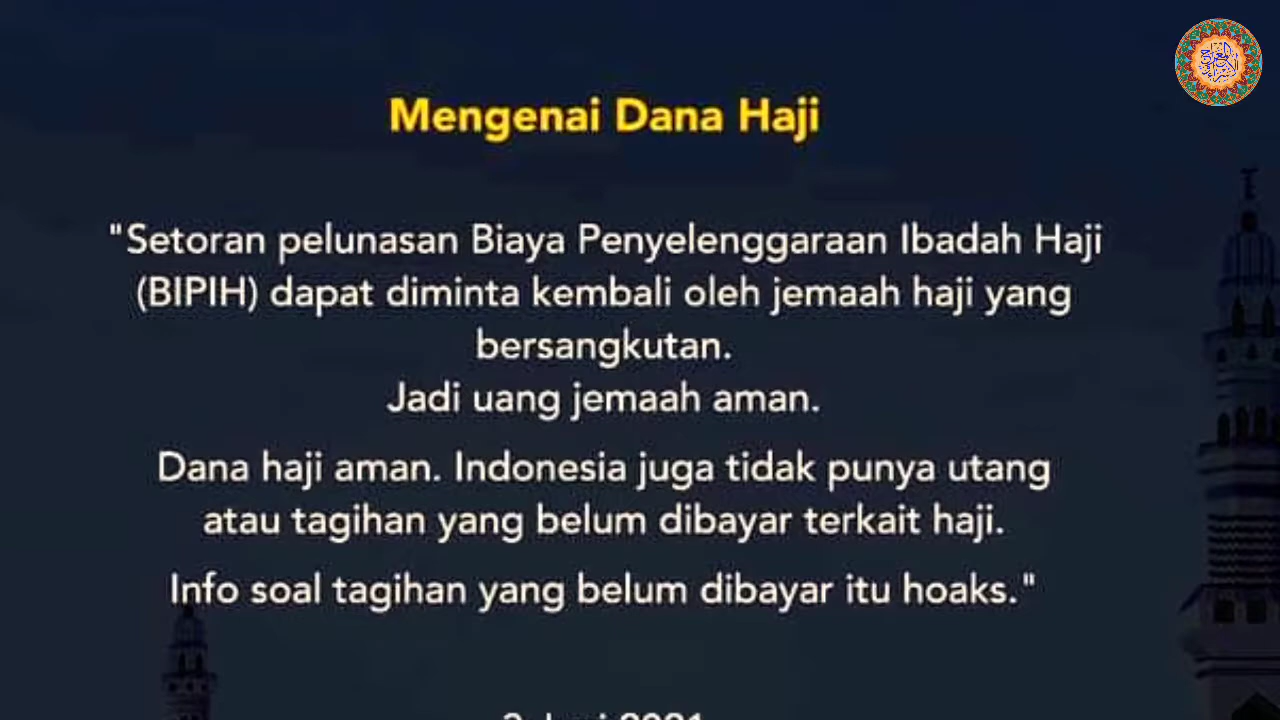 Mengenai Dana Haji
"Setoran pelunasan Biaya Penyelenggaraan Ibadah Haji
(BIPIH) dapat diminta kembali oleh jemaah haji yang
bersangkutan.
Jadi uang jemaah aman.
Dana haji aman. Indonesia juga tidak punya utang
atau tagihan yang belum dibayar terkait haji.
Info soal tagihan yang belum dibayar itu hoaks."